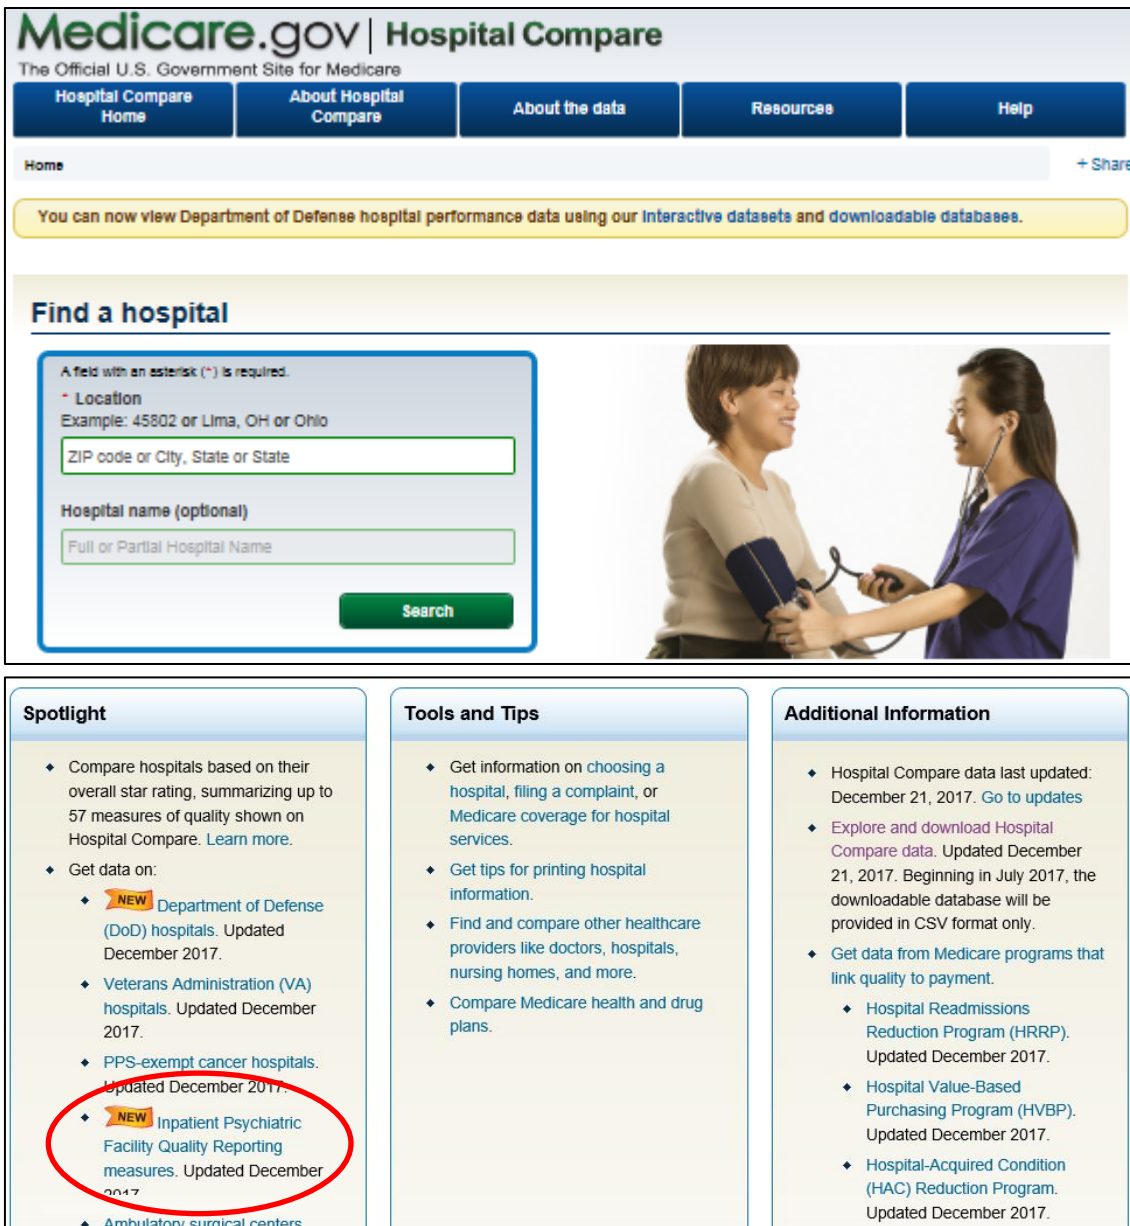 Medicare.gov | Hospital Compare
The Official U.S. Government Site for Medicare
Hospital Compare
Home
About Hospital
Compare
About the data
Resources
Help
Home
+ Share
You can now view Department of Defense hospital performance data using our Interactive datasets and downloadable databases.
Find a hospital
A field with an asterisk (*) is required.
* Location
Example: 45802 or Lima, OH or Ohio
ZIP code or City, State or State
Hospital name (optional)
Full or Partial Hospital Name
Search
Spotlight
◆ Compare hospitals based on their
overall star rating, summarizing up to
57 measures of quality shown on
Hospital Compare. Learn more.
◆ Get data on:
◆ NEW Department of Defense
(DoD) hospitals. Updated
December 2017.
◆ Veterans Administration (VA)
hospitals. Updated December
2017.
◆ PPS-exempt cancer hospitals.
Updated December 2017.
◆ NEW Inpatient Psychiatric
Facility Quality Reporting
measures. Updated December
2017
◆ Ambulatory surgical centers
Tools and Tips
◆ Get information on choosing a
hospital, filing a complaint, or
Medicare coverage for hospital
services.
◆ Get tips for printing hospital
information.
◆ Find and compare other healthcare
providers like doctors, hospitals,
nursing homes, and more.
◆ Compare Medicare health and drug
plans.
Additional Information
◆ Hospital Compare data last updated:
December 21, 2017. Go to updates
◆ Explore and download Hospital
Compare data. Updated December
21, 2017. Beginning in July 2017, the
downloadable database will be
provided in CSV format only.
◆ Get data from Medicare programs that
link quality to payment.
◆ Hospital Readmissions
Reduction Program (HRRP).
Updated December 2017.
◆ Hospital Value-Based
Purchasing Program (HVBP).
Updated December 2017.
◆ Hospital-Acquired Condition
(HAC) Reduction Program.
Updated December 2017.